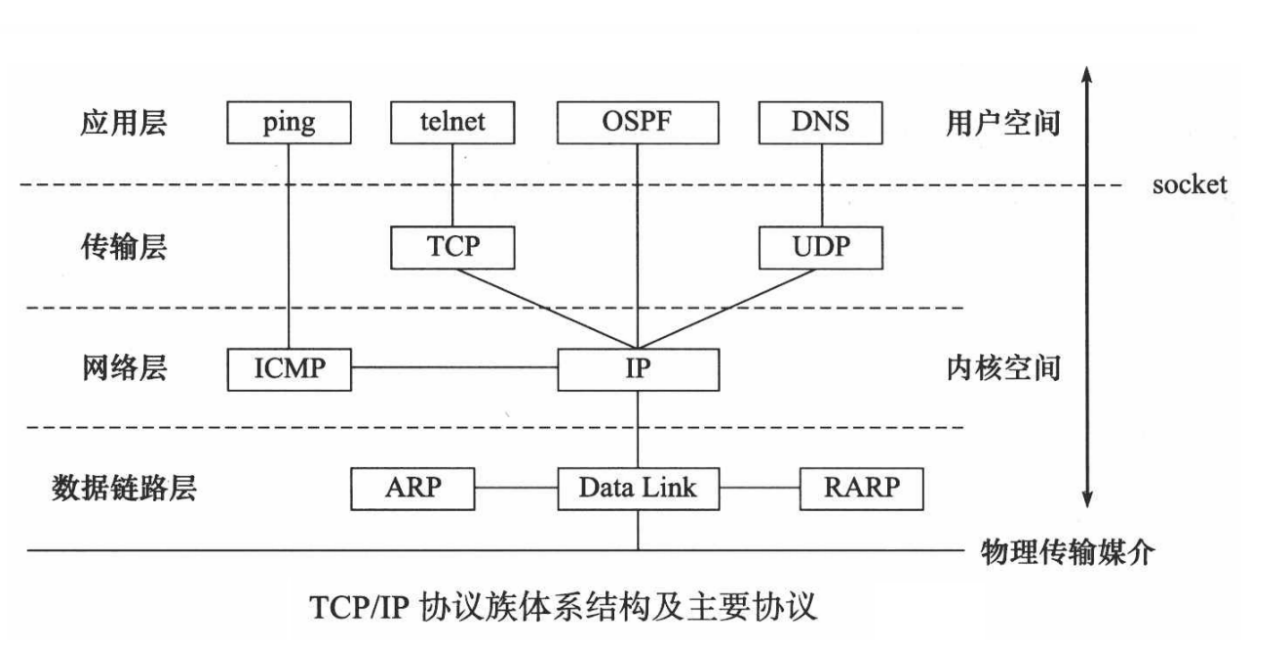 应用层 ping telnet OSPF DNS 用户空间
socket
传输层 TCP UDP
网络层 ICMP IP 内核空间
数据链路层 ARP Data Link RARP
物理传输媒介
TCP/IP 协议族体系结构及主要协议